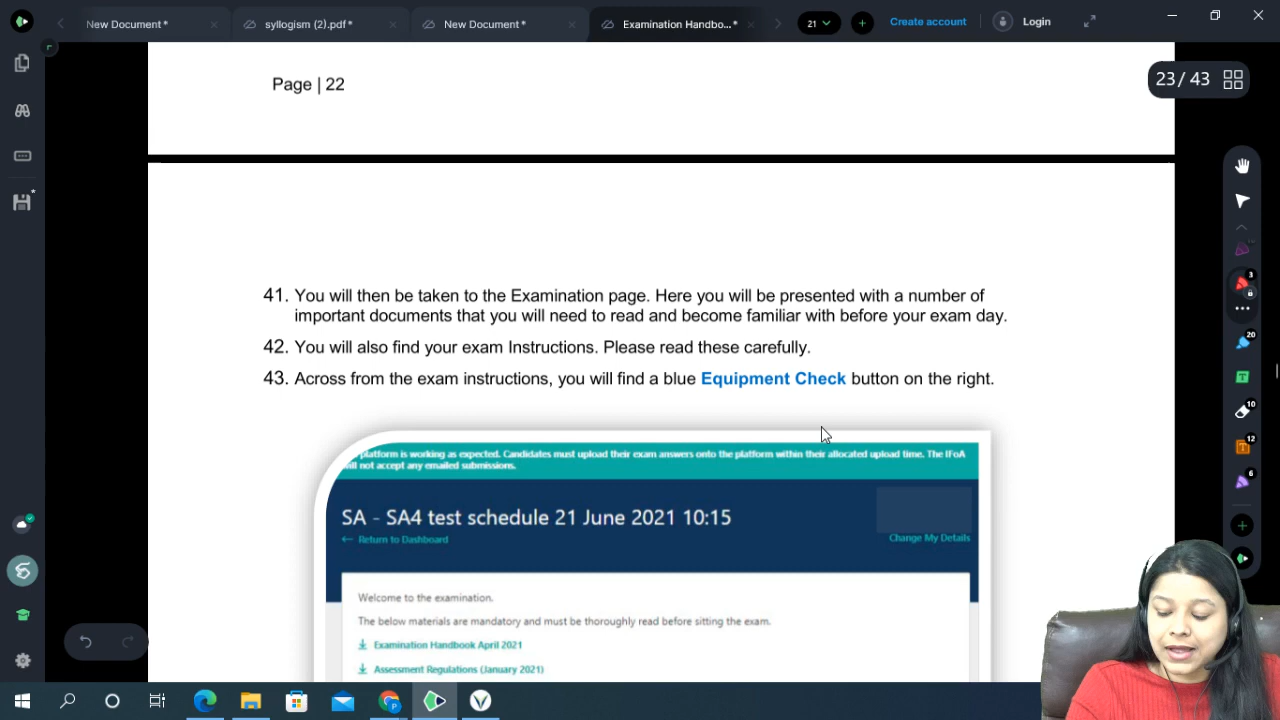 New Document*
syllogism (2).pdf*
New Document*
Examination Handbo...*
21
Create account
Login
Page | 22
23 / 43
41. You will then be taken to the Examination page. Here you will be presented with a number of
important documents that you will need to read and become familiar with before your exam day.
42. You will also find your exam Instructions. Please read these carefully.
43. Across from the exam instructions, you will find a blue Equipment Check button on the right.
platform is working as expected. Candidates must upload their exam answers onto the platform within their allocated upload time. The IFoA
will not accept any emailed submissions.
SA - SA4 test schedule 21 June 2021 10:15
← Return to Dashboard
Change My Details
Welcome to the examination.
The below materials are mandatory and must be thoroughly read before sitting the exam.
Examination Handbook April 2021
Assessment Regulations (January 2021)
3
20
T
10
12
6
P